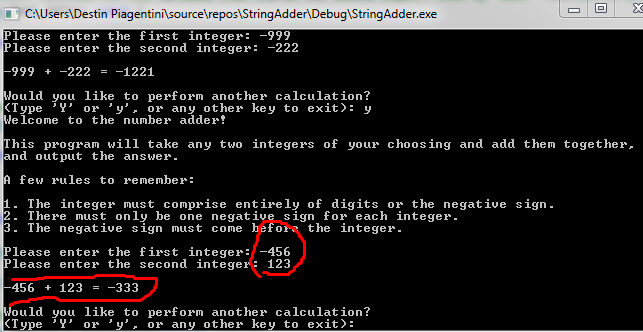 C:\Users\Destin Piagentini\source\repos\StringAdder\Debug\StringAdder.exe
Please enter the first integer: -999
Please enter the second integer: -222
-999 + -222 = -1221
Would you like to perform another calculation?
(Type 'Y' or 'y', or any other key to exit): y
Welcome to the number adder!
This program will take any two integers of your choosing and add them together,
and output the answer.
A few rules to remember:
1. The integer must comprise entirely of digits or the negative sign.
2. There must only be one negative sign for each integer.
3. The negative sign must come before the integer.
Please enter the first integer: -456
Please enter the second integer: 123
-456 + 123 = -333
Would you like to perform another calculation?
(Type 'Y' or 'y', or any other key to exit):